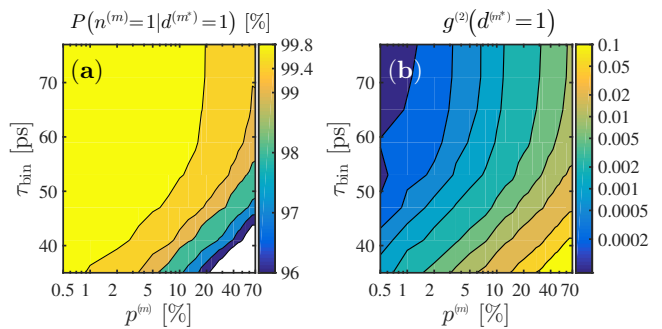 P(n^(m)=1|d^(m*)=1) [%]
g^(2)(d^(m*)=1)
(a)
(b)
τ_bin [ps]
70
60
50
40
0.5 1 2 5 10 20 40 70
p^(m) [%]
99.8
99.4
99
98
97
96
τ_bin [ps]
70
60
50
40
0.5 1 2 5 10 20 40 70
p^(m) [%]
0.1
0.05
0.02
0.01
0.005
0.002
0.001
0.0005
0.0002